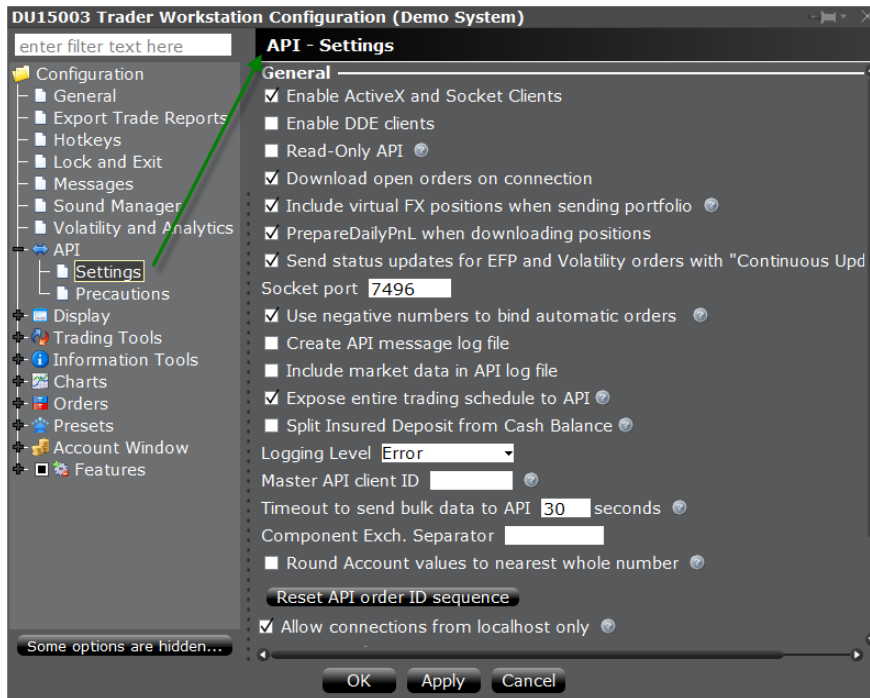 DU15003 Trader Workstation Configuration (Demo System)
enter filter text here
API - Settings
Configuration
General
Export Trade Reports
Hotkeys
Lock and Exit
Messages
Sound Manager
Volatility and Analytics
API
Settings
Precautions
Display
Trading Tools
Information Tools
Charts
Orders
Presets
Account Window
Features
Some options are hidden...
General
Enable ActiveX and Socket Clients
Enable DDE clients
Read-Only API
Download open orders on connection
Include virtual FX positions when sending portfolio
PrepareDailyPnL when downloading positions
Send status updates for EFP and Volatility orders with "Continuous Upd
Socket port 7496
Use negative numbers to bind automatic orders
Create API message log file
Include market data in API log file
Expose entire trading schedule to API
Split Insured Deposit from Cash Balance
Logging Level Error
Master API client ID
Timeout to send bulk data to API 30 seconds
Component Exch. Separator
Round Account values to nearest whole number
Reset API order ID sequence
Allow connections from localhost only
OK Apply Cancel